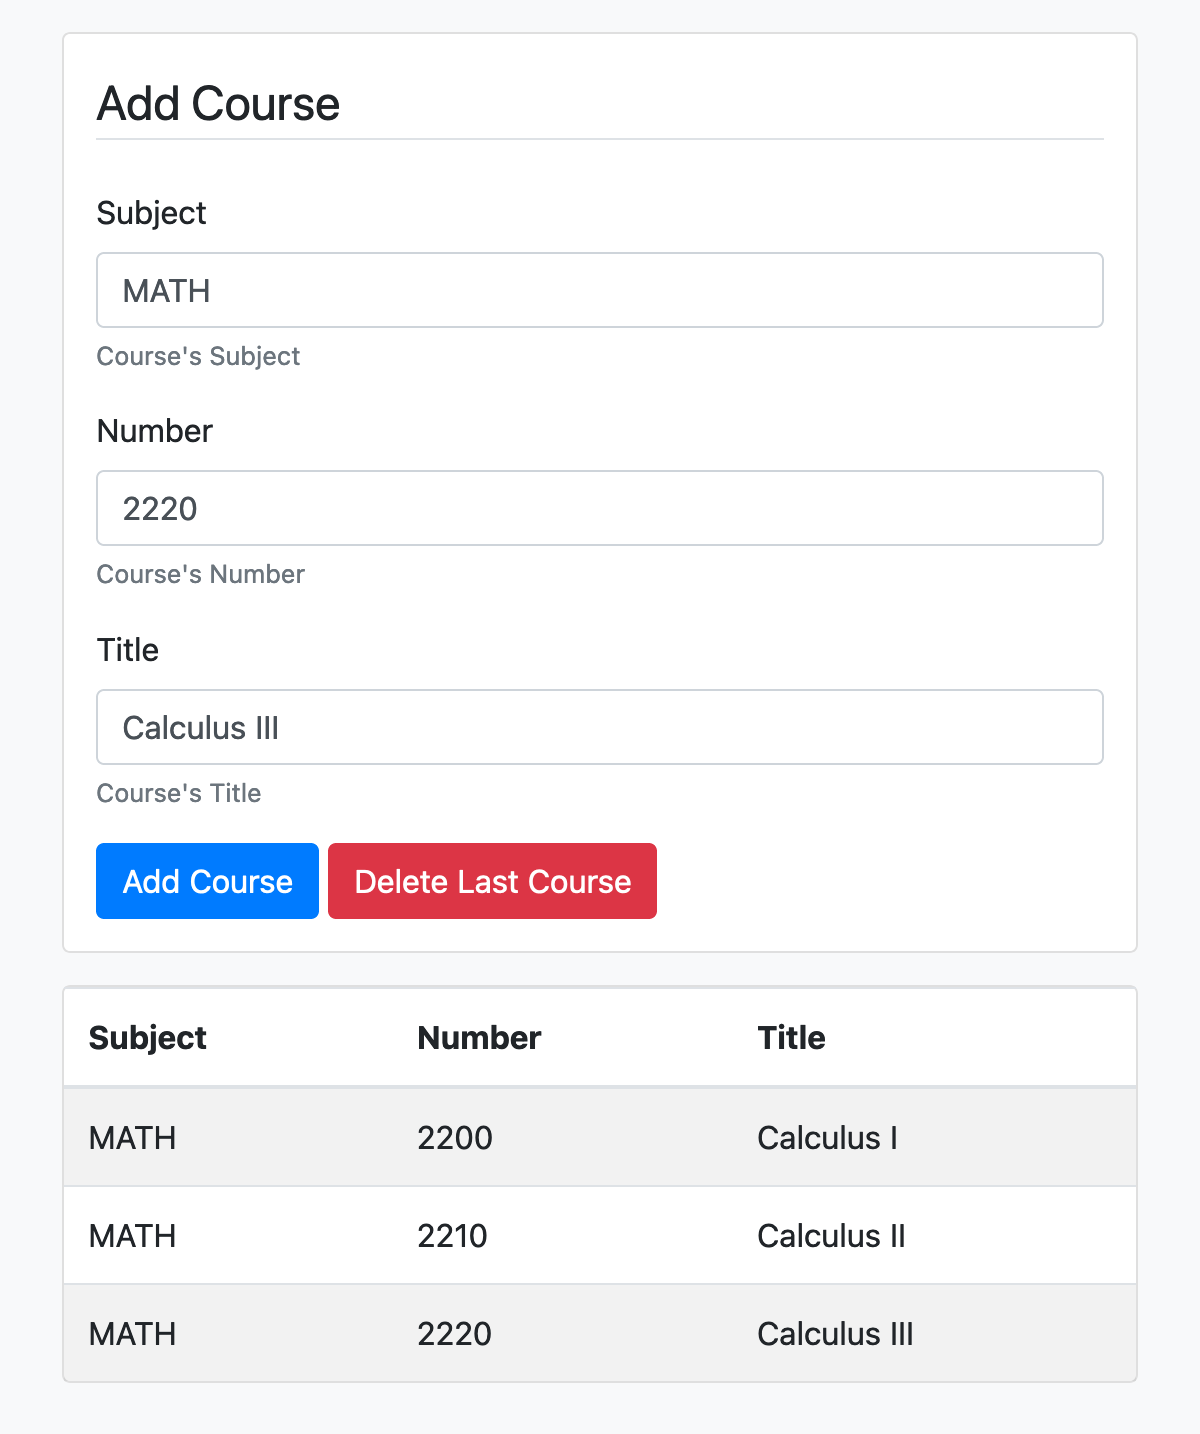 Add Course
Subject
MATH
Course's Subject
Number
2220
Course's Number
Title
Calculus III
Course's Title
Add Course Delete Last Course
Subject Number Title
MATH 2200 Calculus I
MATH 2210 Calculus II
MATH 2220 Calculus III